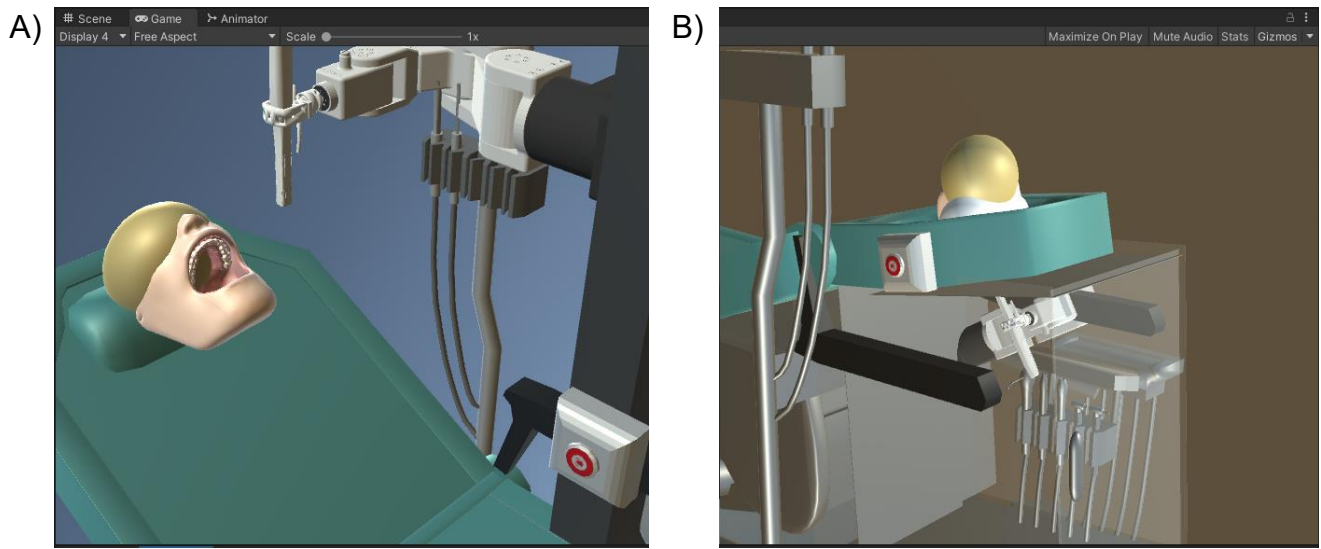 A)
# Scene Game Animator
Display 4 Free Aspect Scale 1x
B)
Maximize On Play Mute Audio Stats Gizmos